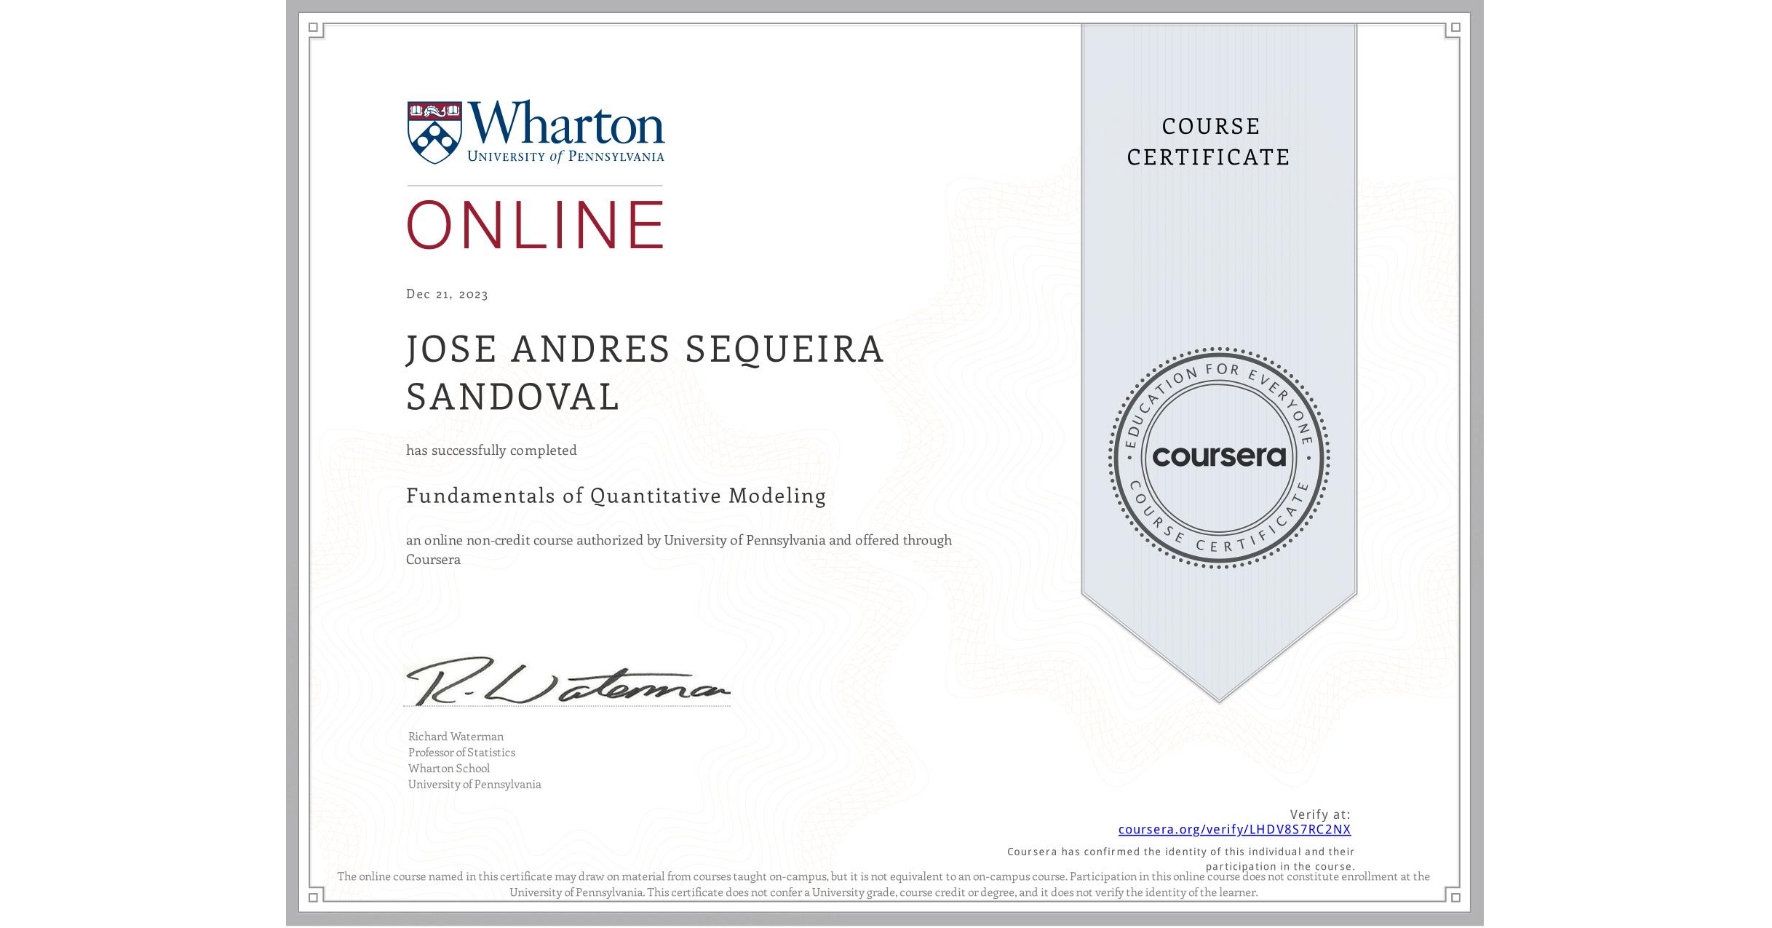 Wharton
UNIVERSITY of PENNSYLVANIA
ONLINE
Dec 21, 2023
JOSE ANDRES SEQUEIRA
SANDOVAL
has successfully completed
Fundamentals of Quantitative Modeling
an online non-credit course authorized by University of Pennsylvania and offered through
Coursera
R. Waterman
Richard Waterman
Professor of Statistics
Wharton School
University of Pennsylvania
COURSE
CERTIFICATE
EDUCATION FOR EVERYONE
coursera
COURSE CERTIFICATE
Verify at:
coursera.org/verify/LHDV8S7RC2NX
Coursera has confirmed the identity of this individual and their
participation in the course.
The online course named in this certificate may draw on material from courses taught on-campus, but it is not equivalent to an on-campus course. Participation in this online course does not constitute enrollment at the
University of Pennsylvania. This certificate does not confer a University grade, course credit or degree, and it does not verify the identity of the learner.